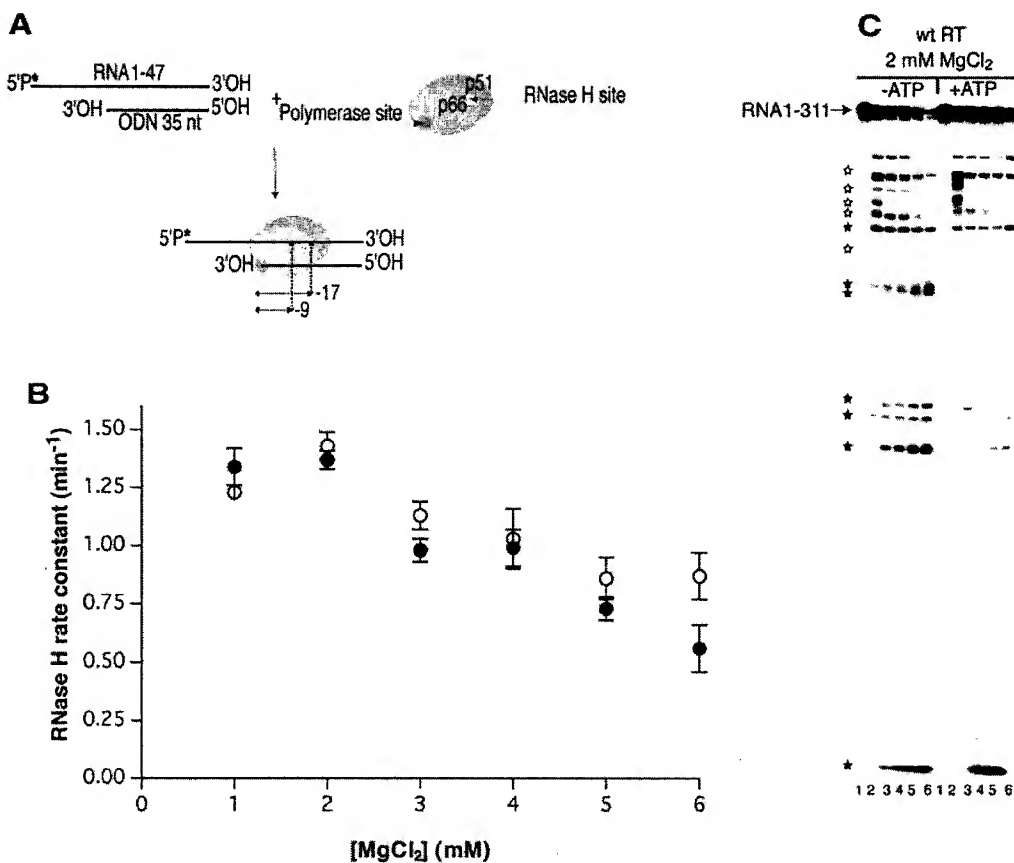 A
RNA1-47
5'P*
3'OH
3'OH
5'OH
ODN 35 nt
+
Polymerase site
p51
p66
RNase H site
5'P*
3'OH
3'OH
5'OH
-17
-9
B
RNase H rate constant (min⁻¹)
1.50
1.25
1.00
0.75
0.50
0.25
0.00
0 1 2 3 4 5 6
[MgCl₂] (mM)
C
wt RT
2 mM MgCl₂
-ATP +ATP
RNA1-311→
1 2 3 4 5 6 1 2 3 4 5 6